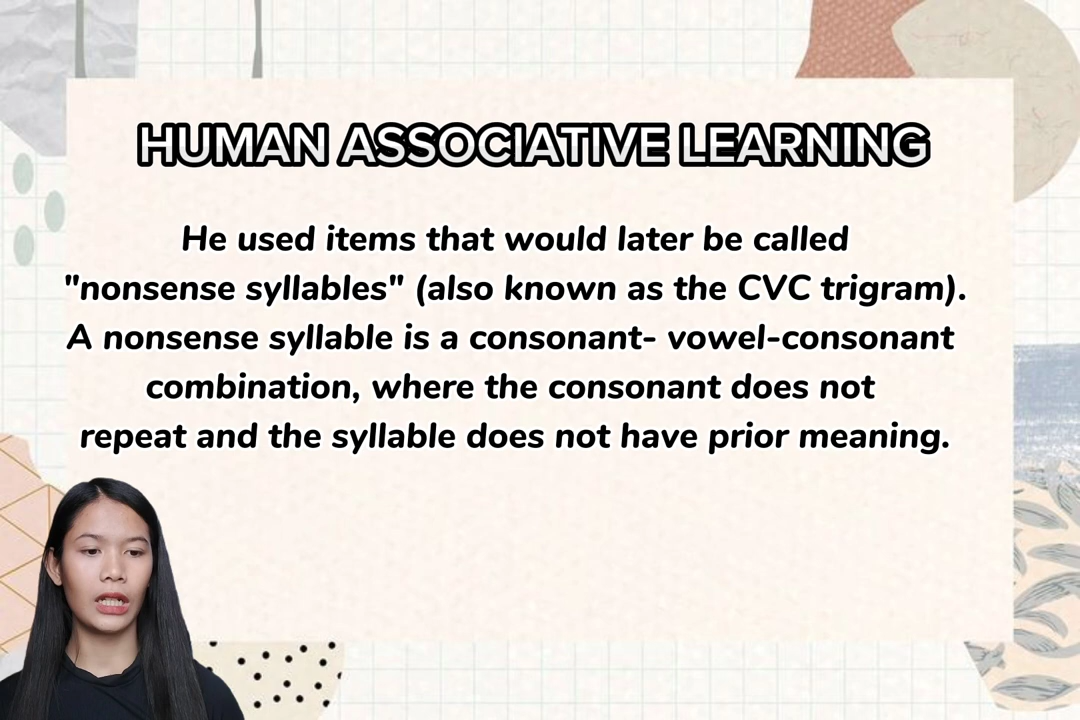 HUMAN ASSOCIATIVE LEARNING
He used items that would later be called
"nonsense syllables" (also known as the CVC trigram).
A nonsense syllable is a consonant- vowel-consonant
combination, where the consonant does not
repeat and the syllable does not have prior meaning.